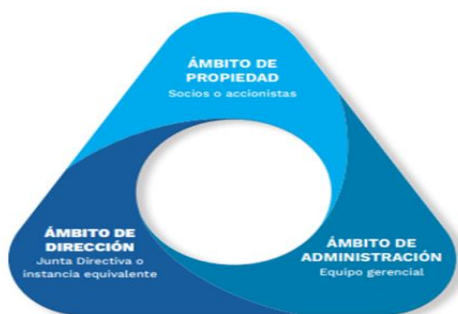 ÁMBITO DE
PROPIEDAD
Socios o accionistas
ÁMBITO DE
DIRECCIÓN
Junta Directiva o
instancia equivalente
ÁMBITO DE
ADMINISTRACIÓN
Equipo gerencial